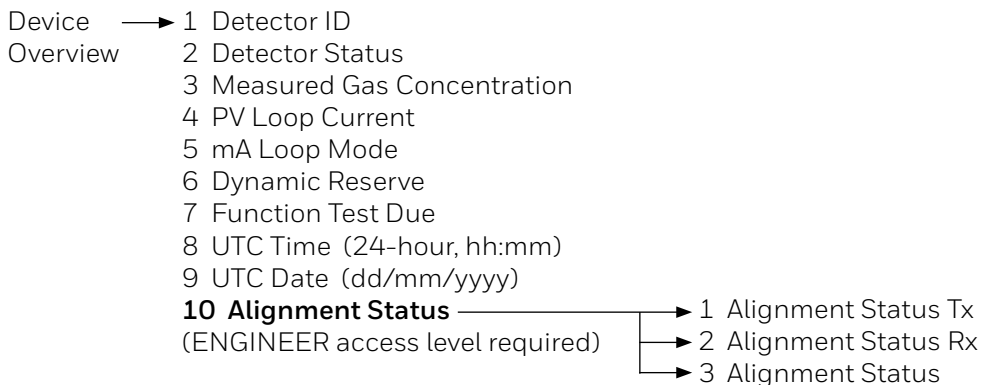 Device
Overview
1 Detector ID
2 Detector Status
3 Measured Gas Concentration
4 PV Loop Current
5 mA Loop Mode
6 Dynamic Reserve
7 Function Test Due
8 UTC Time (24-hour, hh:mm)
9 UTC Date (dd/mm/yyyy)
10 Alignment Status
(ENGINEER access level required)
1 Alignment Status Tx
2 Alignment Status Rx
3 Alignment Status